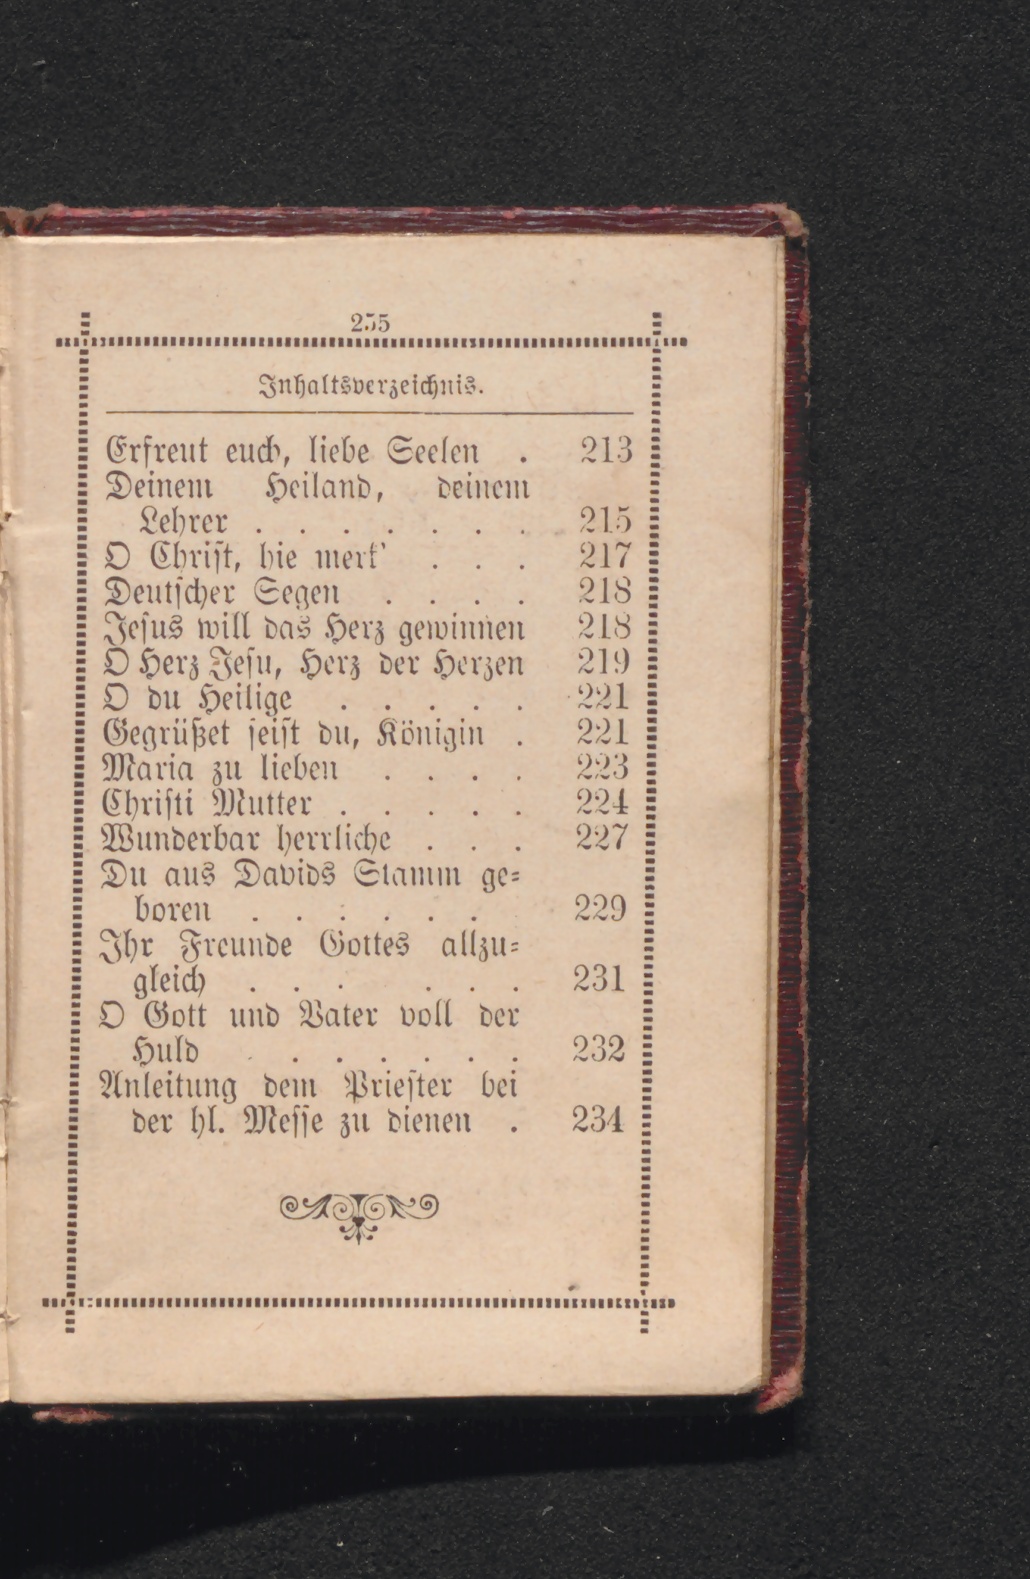 255
Inhaltsverzeichnis.
Erfreut euch, liebe Seelen . 213
Deinem Heiland, deinem
Lehrer . . . . . . . 215
O Christ, hie merk' . . . 217
Deutscher Segen . . . . 218
Jesus will das Herz gewinnen 218
O Herz Jesu, Herz der Herzen 219
O du Heilige . . . . . 221
Gegrüßet seist du, Königin . 221
Maria zu lieben . . . . 223
Christi Mutter . . . . . 224
Wunderbar herrliche . . . 227
Du aus Davids Stamm ge-
boren . . . . . . 229
Ihr Freunde Gottes allzu-
gleich . . . . . . 231
O Gott und Vater voll der
Huld . . . . . . . 232
Anleitung dem Priester bei
der hl. Messe zu dienen . 234